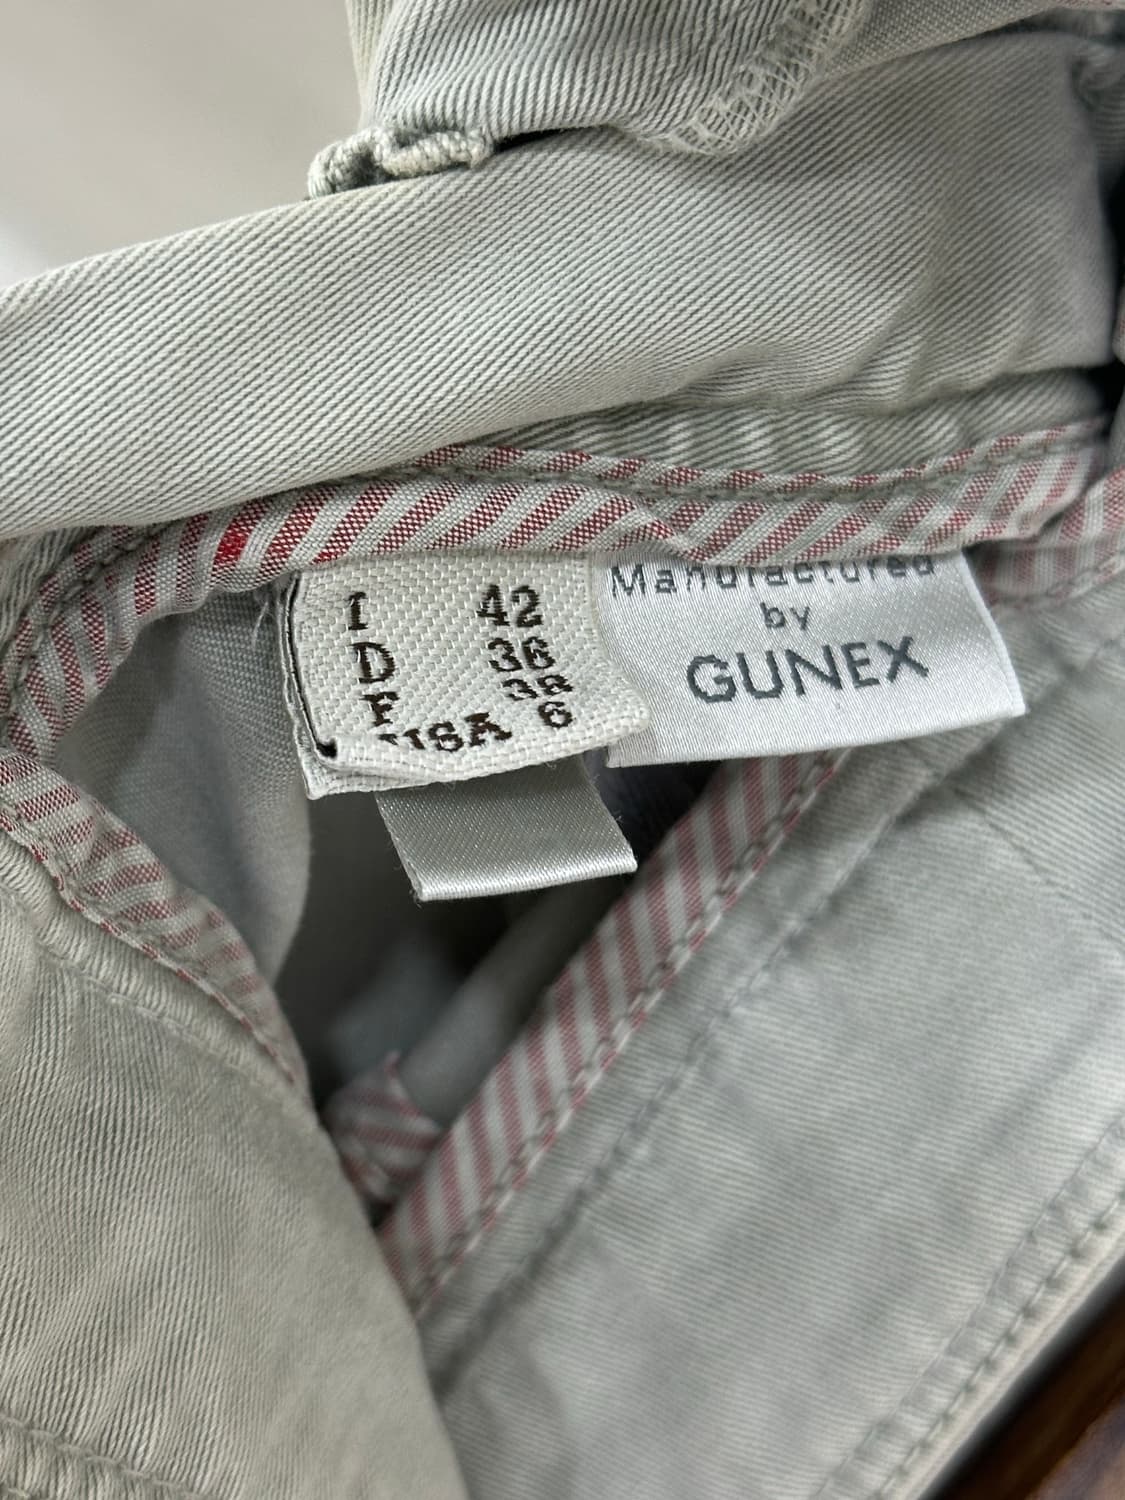 I 42
D 36
F 38
USA 6
Manufactured
by
GUNEX